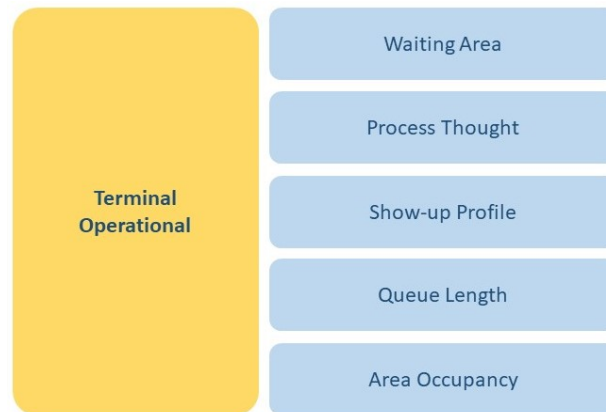 Terminal
Operational
Waiting Area
Process Thought
Show-up Profile
Queue Length
Area Occupancy